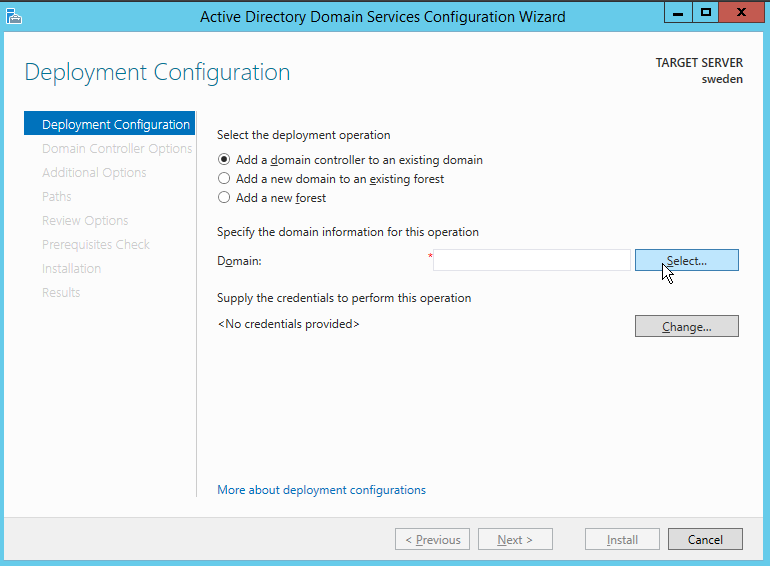 Active Directory Domain Services Configuration Wizard
Deployment Configuration
TARGET SERVER
sweden
Deployment Configuration
Domain Controller Options
Additional Options
Paths
Review Options
Prerequisites Check
Installation
Results
Select the deployment operation
Add a domain controller to an existing domain
Add a new domain to an existing forest
Add a new forest
Specify the domain information for this operation
Domain: * Select...
Supply the credentials to perform this operation
<No credentials provided> Change...
More about deployment configurations
< Previous Next > Install Cancel